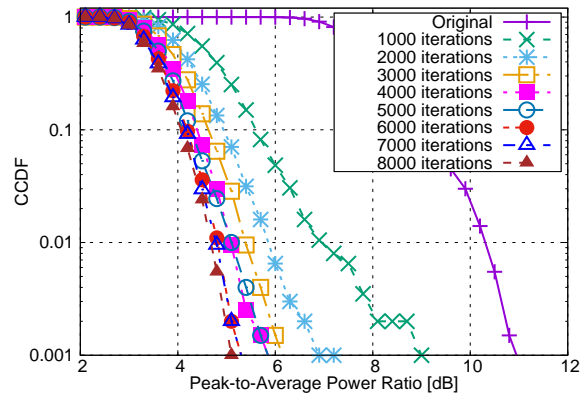 1
0.1
0.01
0.001
CCDF
2
4
6
8
10
12
Peak-to-Average Power Ratio [dB]
Original
1000 iterations
2000 iterations
3000 iterations
4000 iterations
5000 iterations
6000 iterations
7000 iterations
8000 iterations